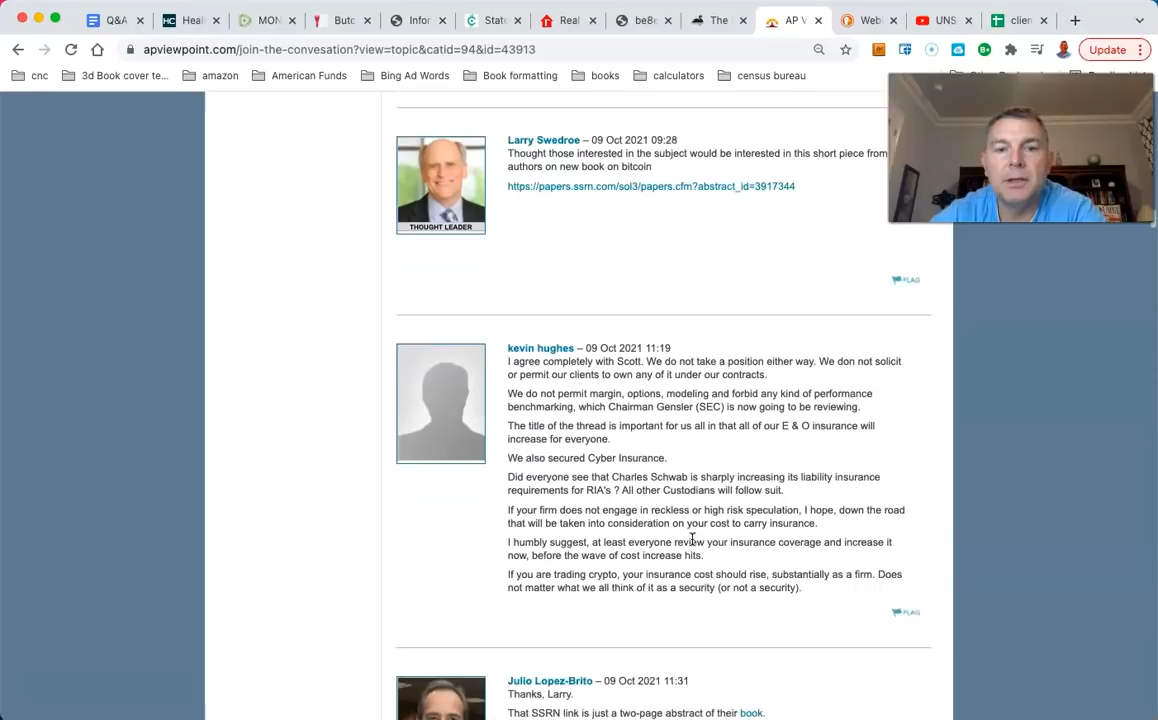 Q&A
Heal
MON
Butc
Infor
State
Real
be8e
The
AP V
Web
UNS
clien
apviewpoint.com/join-the-convesation?view=topic&catid=94&id=43913
Update
cnc
3d Book cover te...
amazon
American Funds
Bing Ad Words
Book formatting
books
calculators
census bureau
Larry Swedroe – 09 Oct 2021 09:28
Thought those interested in the subject would be interested in this short piece from
authors on new book on bitcoin
https://papers.ssrn.com/sol3/papers.cfm?abstract_id=3917344
THOUGHT LEADER
FLAG
kevin hughes – 09 Oct 2021 11:19
I agree completely with Scott. We do not take a position either way. We don not solicit
or permit our clients to own any of it under our contracts.
We do not permit margin, options, modeling and forbid any kind of performance
benchmarking, which Chairman Gensler (SEC) is now going to be reviewing.
The title of the thread is important for us all in that all of our E & O insurance will
increase for everyone.
We also secured Cyber Insurance.
Did everyone see that Charles Schwab is sharply increasing its liability insurance
requirements for RIA's ? All other Custodians will follow suit.
If your firm does not engage in reckless or high risk speculation, I hope, down the road
that will be taken into consideration on your cost to carry insurance.
I humbly suggest, at least everyone review your insurance coverage and increase it
now, before the wave of cost increase hits.
If you are trading crypto, your insurance cost should rise, substantially as a firm. Does
not matter what we all think of it as a security (or not a security).
FLAG
Julio Lopez-Brito – 09 Oct 2021 11:31
Thanks, Larry.
That SSRN link is just a two-page abstract of their book.